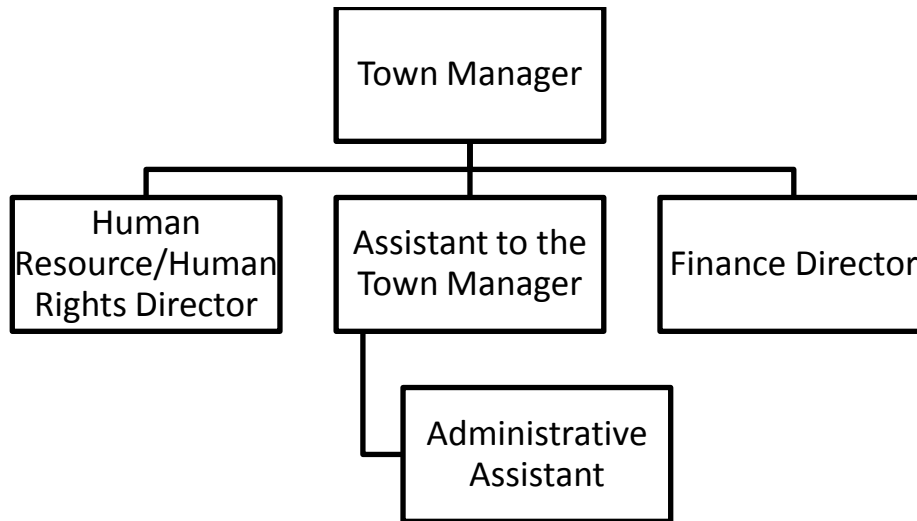 Town Manager
Human
Resource/Human
Rights Director
Assistant to the
Town Manager
Finance Director
Administrative
Assistant